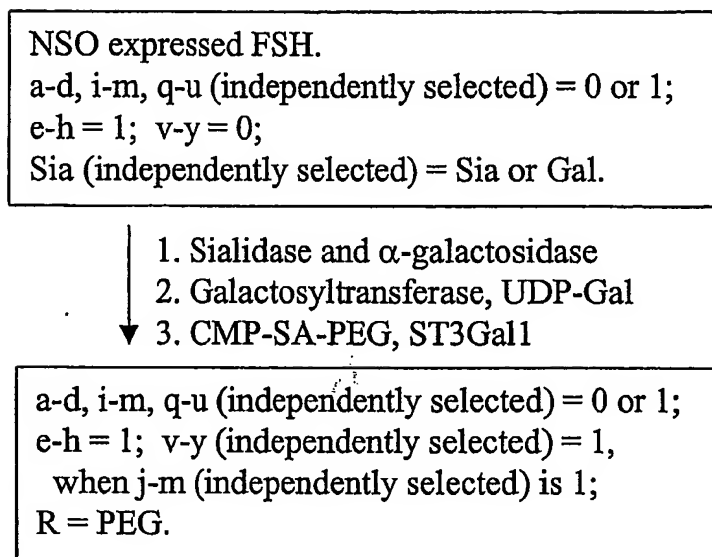 NSO expressed FSH.
a-d, i-m, q-u (independently selected) = 0 or 1;
e-h = 1; v-y = 0;
Sia (independently selected) = Sia or Gal.
1. Sialidase and α-galactosidase
2. Galactosyltransferase, UDP-Gal
3. CMP-SA-PEG, ST3Gal1
a-d, i-m, q-u (independently selected) = 0 or 1;
e-h = 1; v-y (independently selected) = 1,
when j-m (independently selected) is 1;
R = PEG.